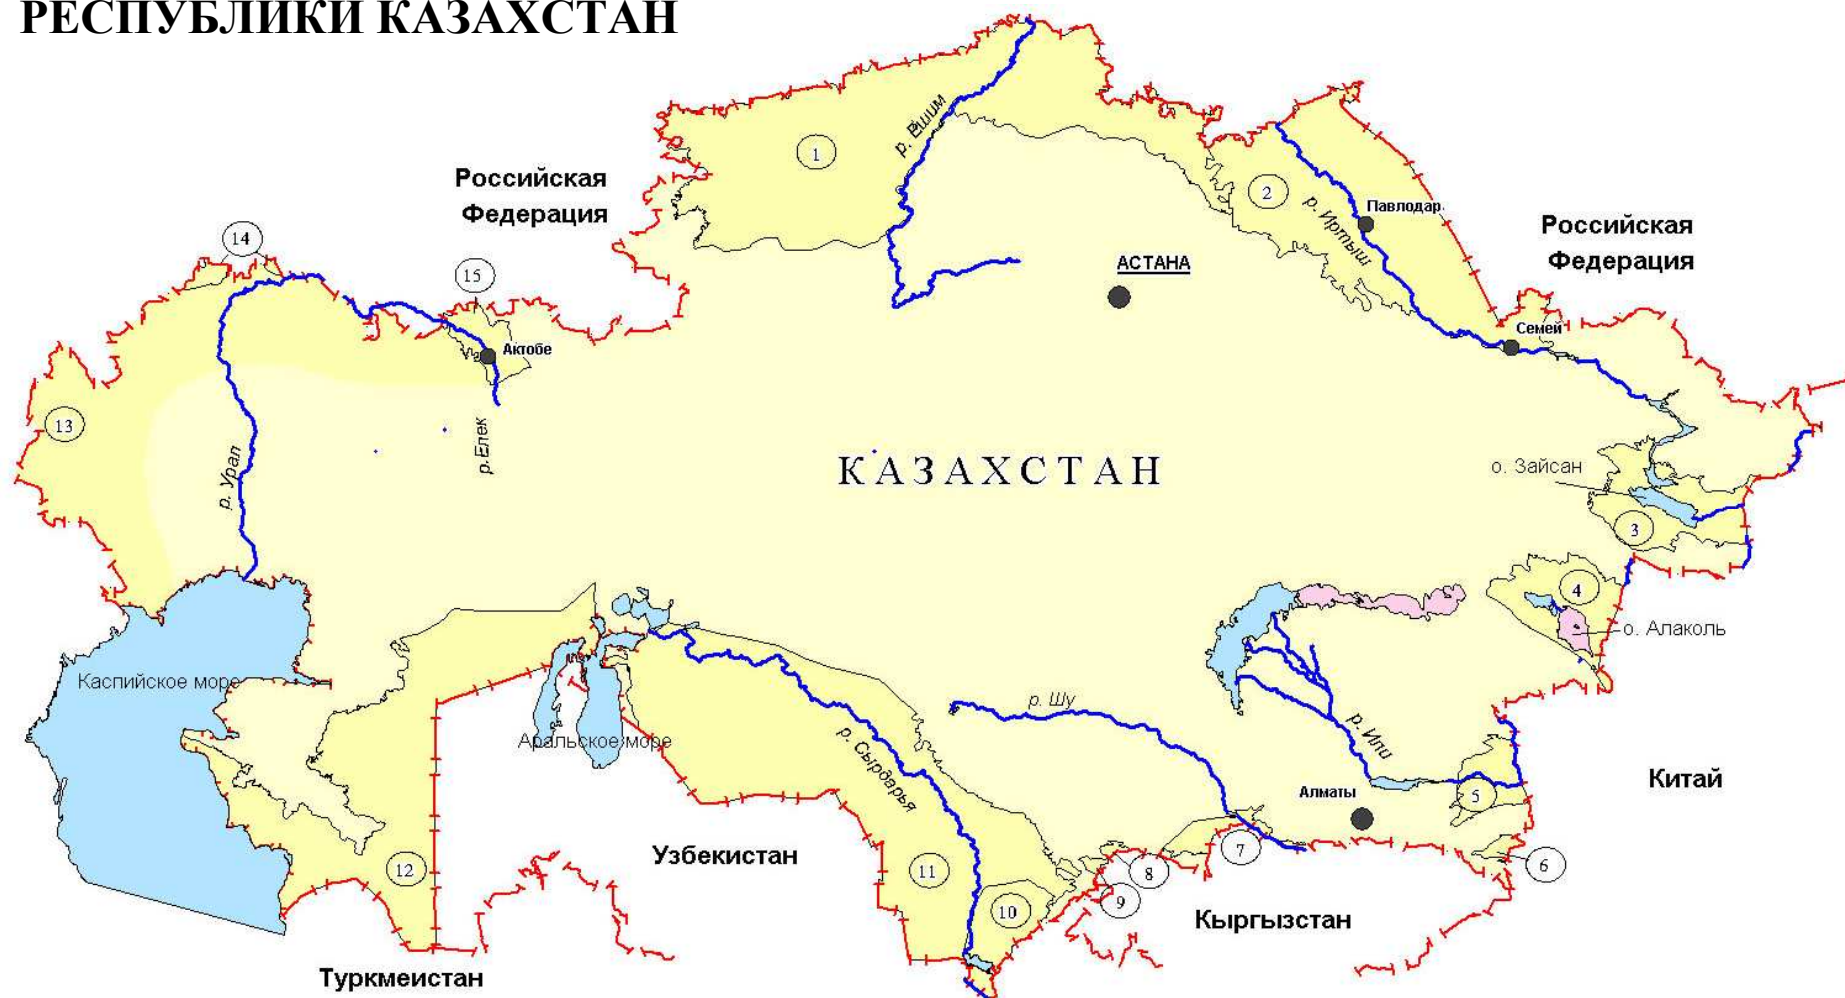 РЕСПУБЛИКИ КАЗАХСТАН
р. Ешим
1
Российская
Федерация
2
р. Иртыш
Павлодар
Российская
Федерация
АСТАНА
14
15
Семей
Актобе
13
р. Урал
р.Елек
КАЗАХСТАН
о. Зайсан
3
4
о. Алаколь
Каспийское море
р. Шу
р. Или
Аральское море
р. Сырдарья
Китай
Алматы
5
Узбекистан
7
6
12
11
8
9
10
Кыргызстан
Туркмеистан